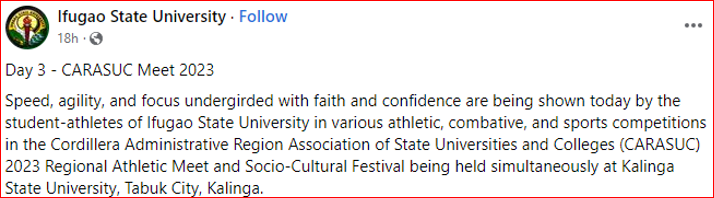 Ifugao State University · Follow
18h ·
Day 3 - CARASUC Meet 2023
Speed, agility, and focus undergirded with faith and confidence are being shown today by the
student-athletes of Ifugao State University in various athletic, combative, and sports competitions
in the Cordillera Administrative Region Association of State Universities and Colleges (CARASUC)
2023 Regional Athletic Meet and Socio-Cultural Festival being held simultaneously at Kalinga
State University, Tabuk City, Kalinga.